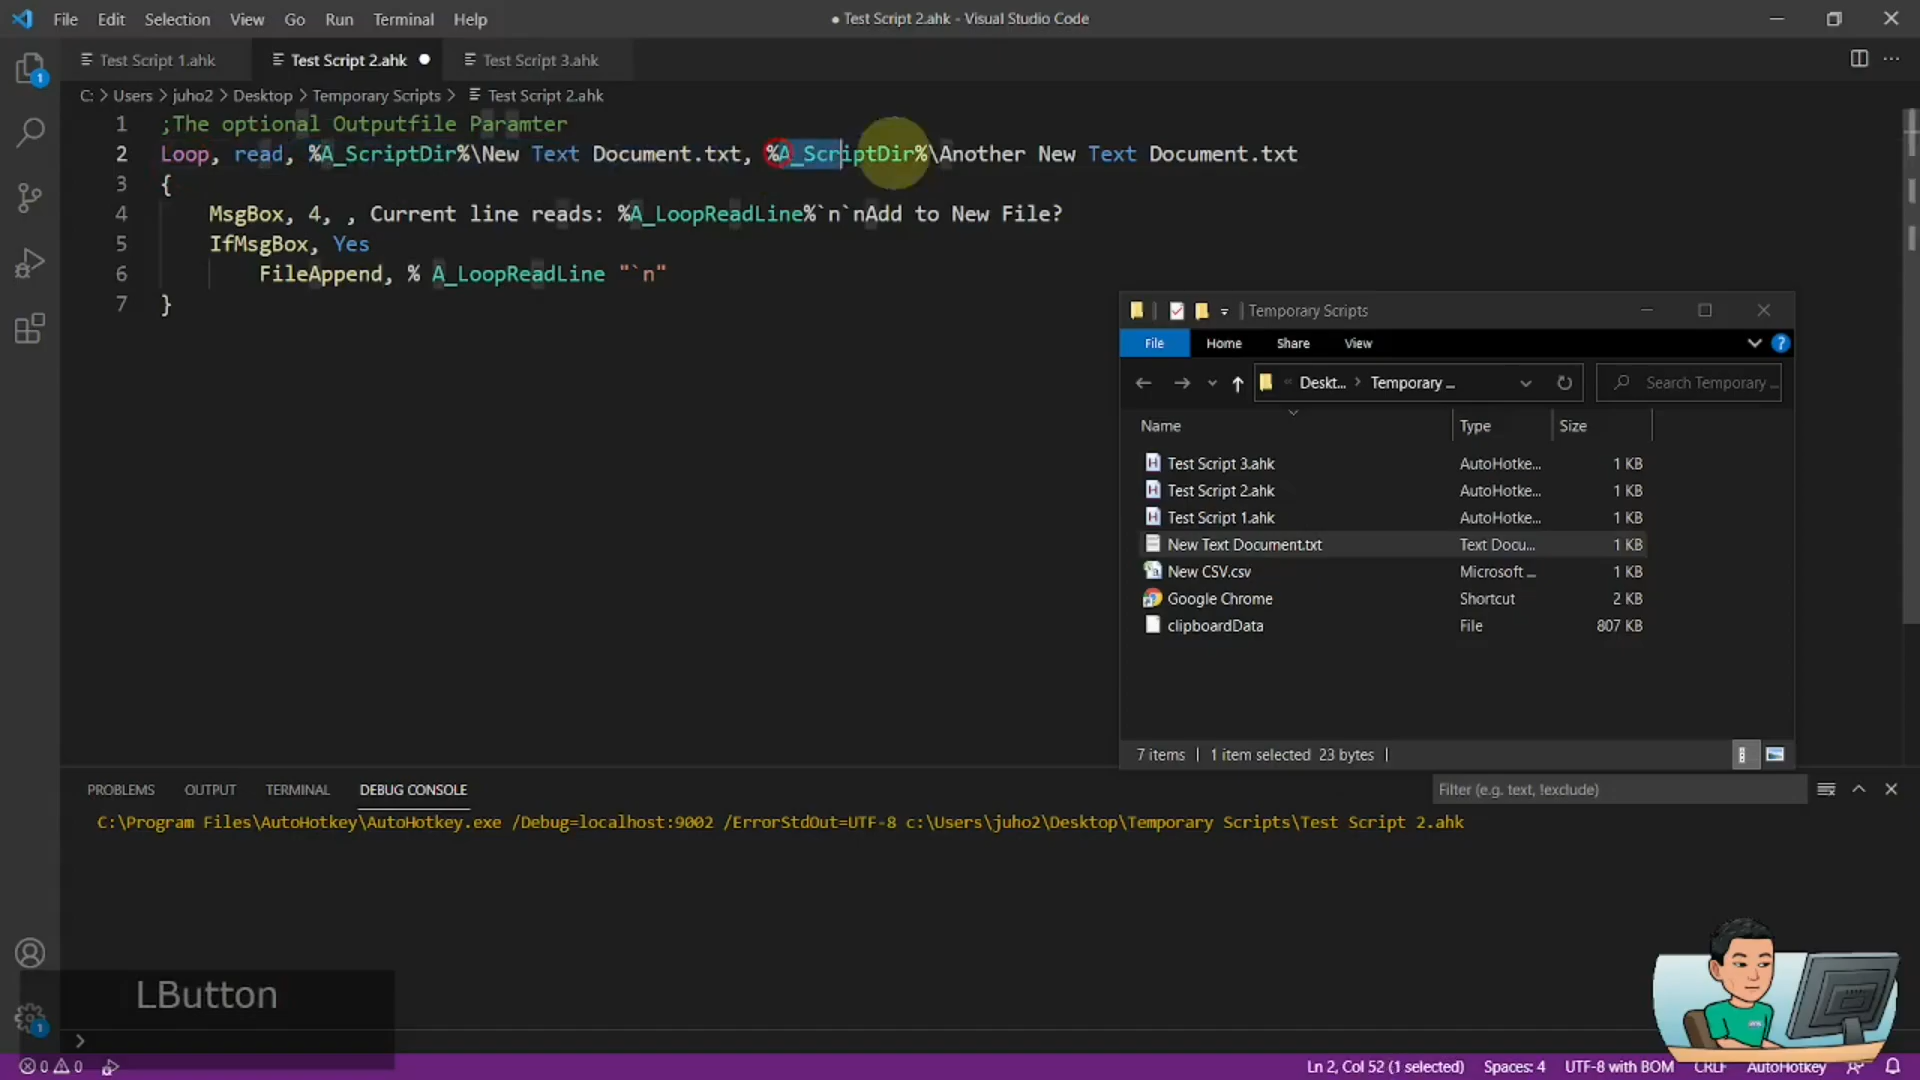 File Edit Selection View Go Run Terminal Help
● Test Script 2.ahk - Visual Studio Code
Test Script 1.ahk
Test Script 2.ahk
Test Script 3.ahk
C: > Users > juho2 > Desktop > Temporary Scripts > Test Script 2.ahk
1 ;The optional Outputfile Paramter
2 Loop, read, %A_ScriptDir%\New Text Document.txt, %A_ScriptDir%\Another New Text Document.txt
3 {
4 MsgBox, 4, , Current line reads: %A_LoopReadLine%`n`nAdd to New File?
5 IfMsgBox, Yes
6 FileAppend, % A_LoopReadLine "`n"
7 }
Temporary Scripts
File Home Share View
« Deskt... > Temporary ...
Search Temporary ...
Name Type Size
Test Script 3.ahk AutoHotke... 1 KB
Test Script 2.ahk AutoHotke... 1 KB
Test Script 1.ahk AutoHotke... 1 KB
New Text Document.txt Text Docu... 1 KB
New CSV.csv Microsoft ... 1 KB
Google Chrome Shortcut 2 KB
clipboardData File 807 KB
7 items | 1 item selected 23 bytes |
PROBLEMS OUTPUT TERMINAL DEBUG CONSOLE
Filter (e.g. text, !exclude)
C:\Program Files\AutoHotkey\AutoHotkey.exe /Debug=localhost:9002 /ErrorStdOut=UTF-8 c:\Users\juho2\Desktop\Temporary Scripts\Test Script 2.ahk
LButton
0 0
Ln 2, Col 52 (1 selected) Spaces: 4 UTF-8 with BOM CRLF AutoHotkey